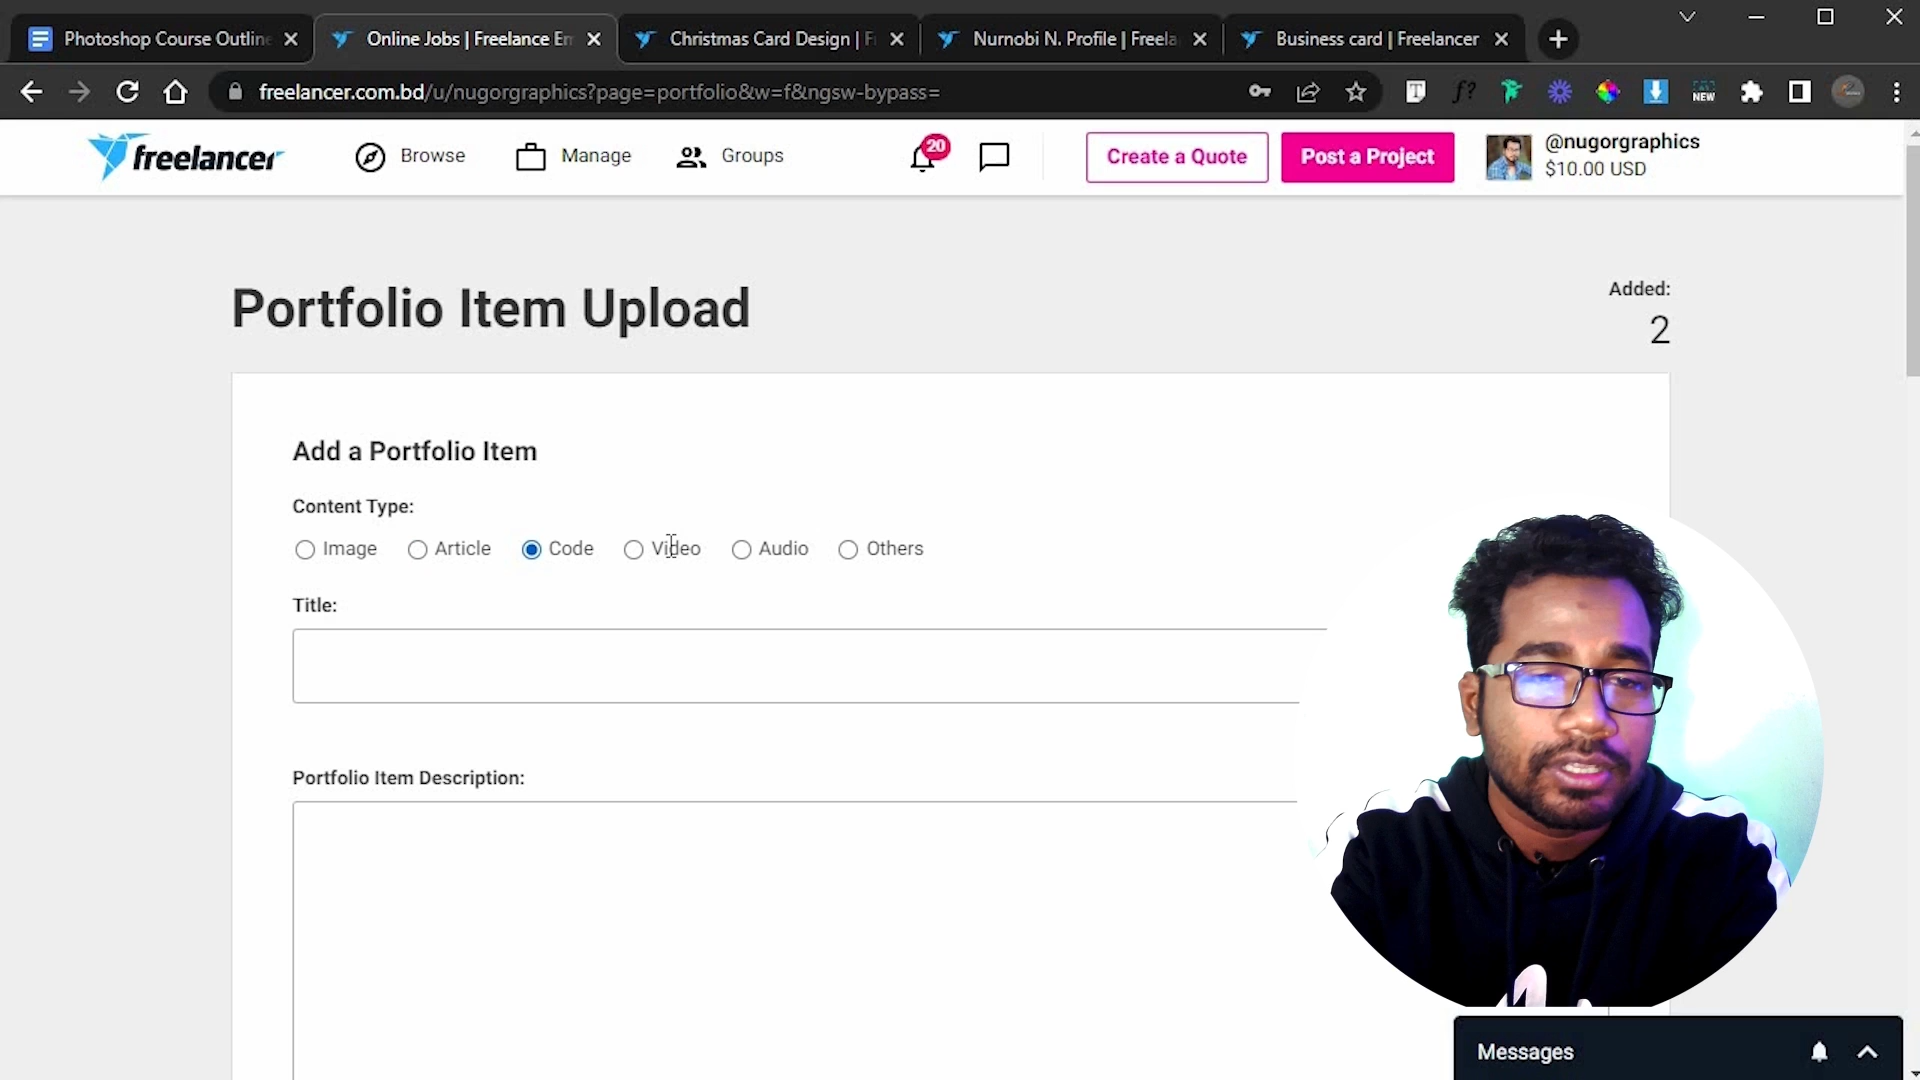 Photoshop Course Outline
Online Jobs | Freelance Em
Christmas Card Design | F
Nurnobi N. Profile | Freela
Business card | Freelancer
freelancer.com.bd/u/nugorgraphics?page=portfolio&w=f&ngsw-bypass=
f?
NEW
freelancer
Browse
Manage
Groups
20
Create a Quote
Post a Project
@nugorgraphics
$10.00 USD
Portfolio Item Upload
Added:
2
Add a Portfolio Item
Content Type:
Image Article Code Video Audio Others
Title:
Portfolio Item Description:
Messages